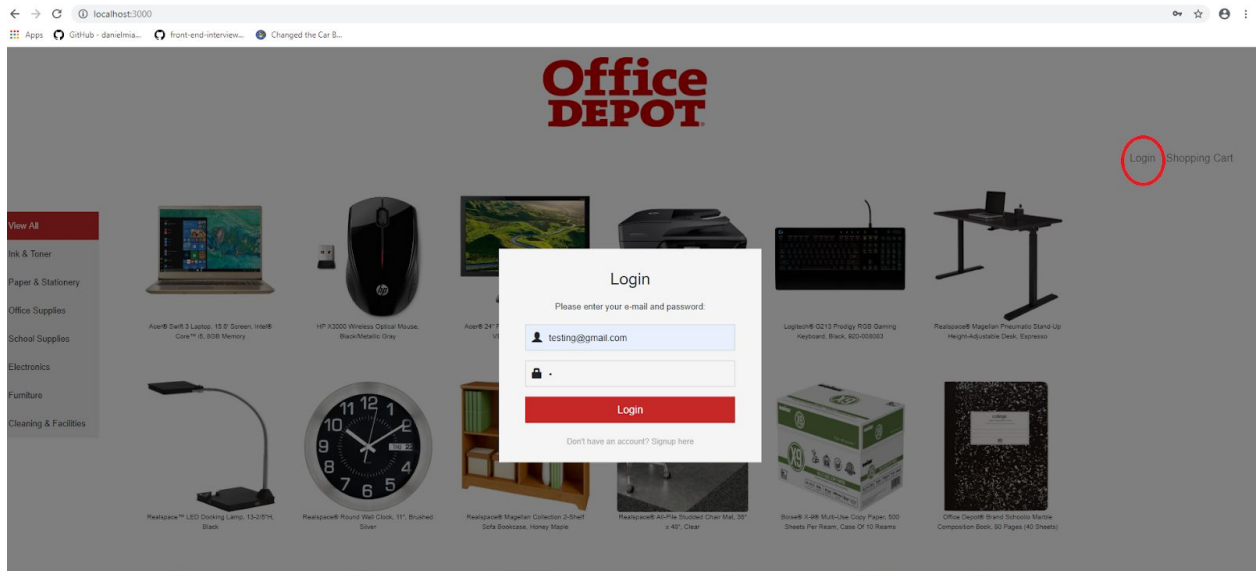 localhost:3000
Apps GitHub - danielmia... front-end-interview... Changed the Car B...
Office
DEPOT
Login Shopping Cart
View All
Ink & Toner
Paper & Stationery
Office Supplies
School Supplies
Electronics
Furniture
Cleaning & Facilities
Acer® Swift 3 Laptop, 15.6" Screen, Intel®
Core™ i5, 8GB Memory
HP X3000 Wireless Optical Mouse,
Black/Metallic Gray
Acer® 24"
Logitech® G213 Prodigy RGB Gaming
Keyboard, Black, 920-008083
Realspace® Magellan Pneumatic Stand-Up
Height-Adjustable Desk, Espresso
Login
Please enter your e-mail and password:
testing@gmail.com
Login
Don't have an account? Signup here
Realspace™ LED Docking Lamp, 13-2/5"H,
Black
Realspace® Round Wall Clock, 11", Brushed
Silver
Realspace® Magellan Collection 2-Shelf
Sofa Bookcase, Honey Maple
Realspace® All-Pile Studded Chair Mat, 36"
x 48", Clear
Boise® X-9® Multi-Use Copy Paper, 500
Sheets Per Ream, Case Of 10 Reams
Office Depot® Brand Schoolio Marble
Composition Book, 80 Pages (40 Sheets)